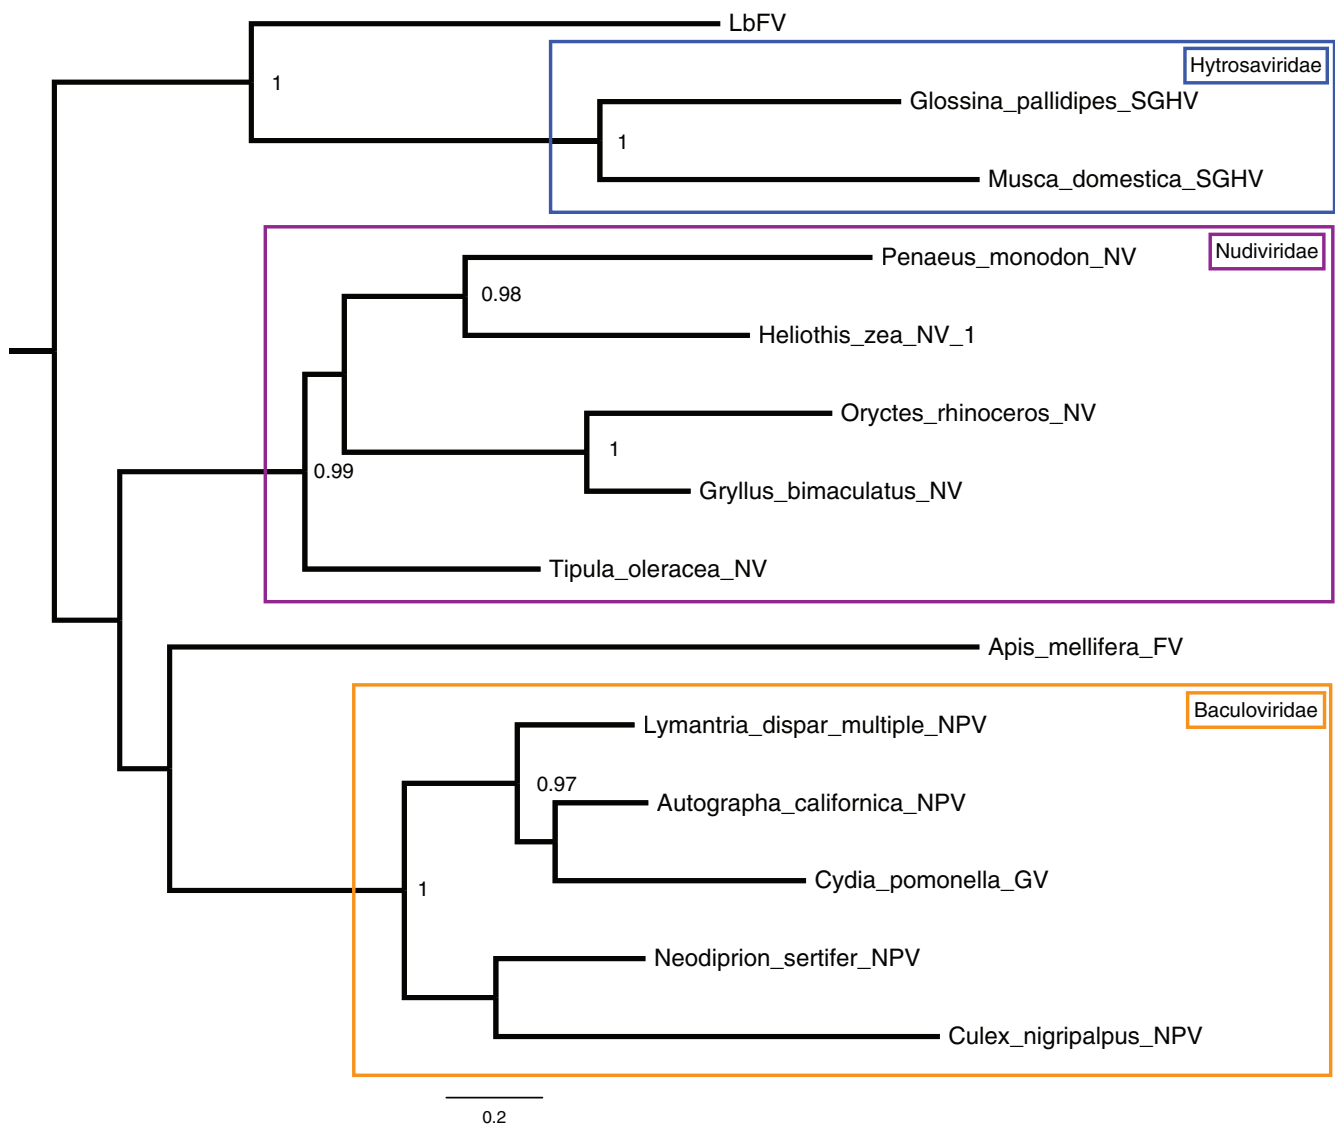 LbFV
Hytrosaviridae
1
Glossina_pallidipes_SGHV
1
Musca_domestica_SGHV
Nudiviridae
Penaeus_monodon_NV
0.98
Heliothis_zea_NV_1
Oryctes_rhinoceros_NV
1
0.99
Gryllus_bimaculatus_NV
Tipula_oleracea_NV
Apis_mellifera_FV
Baculoviridae
Lymantria_dispar_multiple_NPV
0.97
Autographa_californica_NPV
Cydia_pomonella_GV
1
Neodiprion_sertifer_NPV
Culex_nigripalpus_NPV
0.2